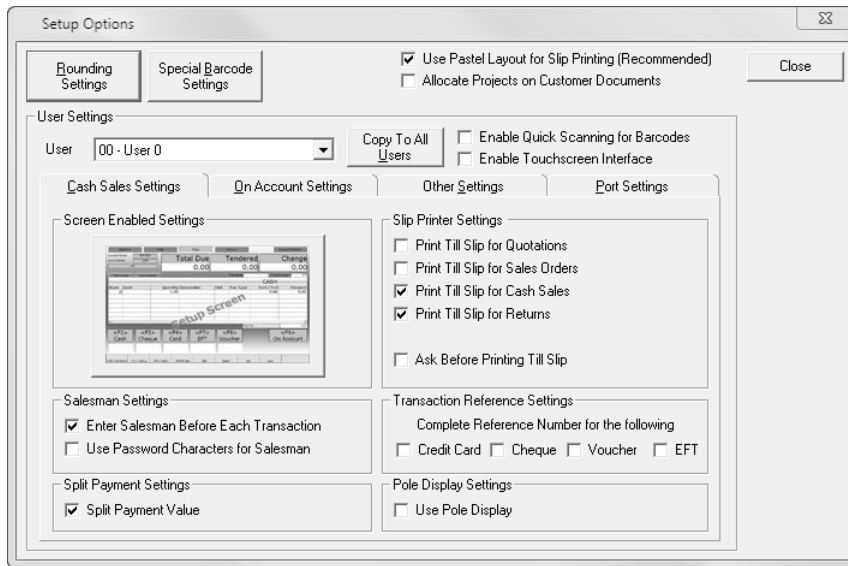 Setup Options
Rounding
Settings
Special Barcode
Settings
Use Pastel Layout for Slip Printing (Recommended)
Allocate Projects on Customer Documents
Close
User Settings
User
00 - User 0
Copy To All
Users
Enable Quick Scanning for Barcodes
Enable Touchscreen Interface
Cash Sales Settings
On Account Settings
Other Settings
Port Settings
Screen Enabled Settings
Total Due
Tendered
Change
0.00
0.00
0.00
CASH
Setup Screen
Cash
Cheque
Card
EFT
Voucher
On Account
Slip Printer Settings
Print Till Slip for Quotations
Print Till Slip for Sales Orders
Print Till Slip for Cash Sales
Print Till Slip for Returns
Ask Before Printing Till Slip
Salesman Settings
Enter Salesman Before Each Transaction
Use Password Characters for Salesman
Transaction Reference Settings
Complete Reference Number for the following
Credit Card
Cheque
Voucher
EFT
Split Payment Settings
Split Payment Value
Pole Display Settings
Use Pole Display